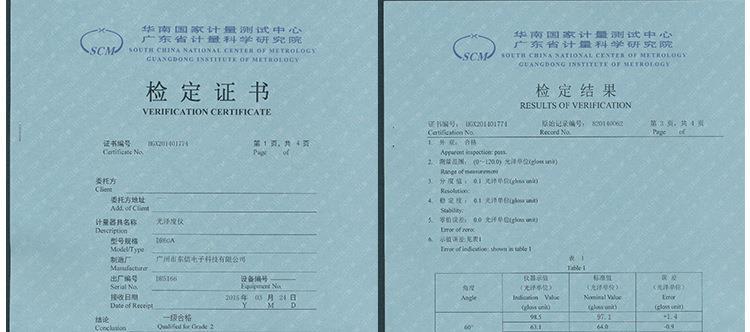 华南国家计量测试中心
广东省计量科学研究院
SCM
SOUTH CHINA NATIONAL CENTER OF METROLOGY
GUANGDONG INSTITUTE OF METROLOGY
检定证书
VERIFICATION CERTIFICATE
证书编号 HGX201401774 第 1 页，共 4 页
Certificate No. Page of
委托方
Client
委托方地址
Add. of Client
计量器具名称 光泽度仪
Description
型号规格
Model/Type
制造厂 广州市东儒电子科技有限公司
Manufacturer
出厂编号 D85166 设备编号
Serial No. Equipment No.
接收日期 2015 年 03 月 24 日
Date of Receipt Y M D
结论 一级合格
Conclusion Qualified for Grade 2
华南国家计量测试中心
广东省计量科学研究院
SCM
SOUTH CHINA NATIONAL CENTER OF METROLOGY
GUANGDONG INSTITUTE OF METROLOGY
检定结果
RESULTS OF VERIFICATION
证书编号： HGX201401774 原始记录编号： 820140062 第 3 页，共 4 页
Certification No. Record No. Page of
1. 外 观： 合格
Apparent inspection: pass.
2. 测量范围： (0～120.0) 光泽单位(gloss unit)
Range of measurement
3. 分 度 值： 0.1 光泽单位(gloss unit)
Resolution:
4. 稳 定 度： 0.1 光泽单位(gloss unit)
Stability:
5. 零值误差： 0.0 光泽单位(gloss unit)
Error of zero:
6. 示值误差:见表1
Error of indication: shown in table 1
表 1
Table 1
角度 仪器示值 标准值 误 差
（光泽单位） （光泽单位） （光泽单位）
Angle Indication Value Nominal Value Error
(gloss unit) (gloss unit) (gloss unit)
98.5 97.1 +1.4
60° 63.1 64.0 -0.9